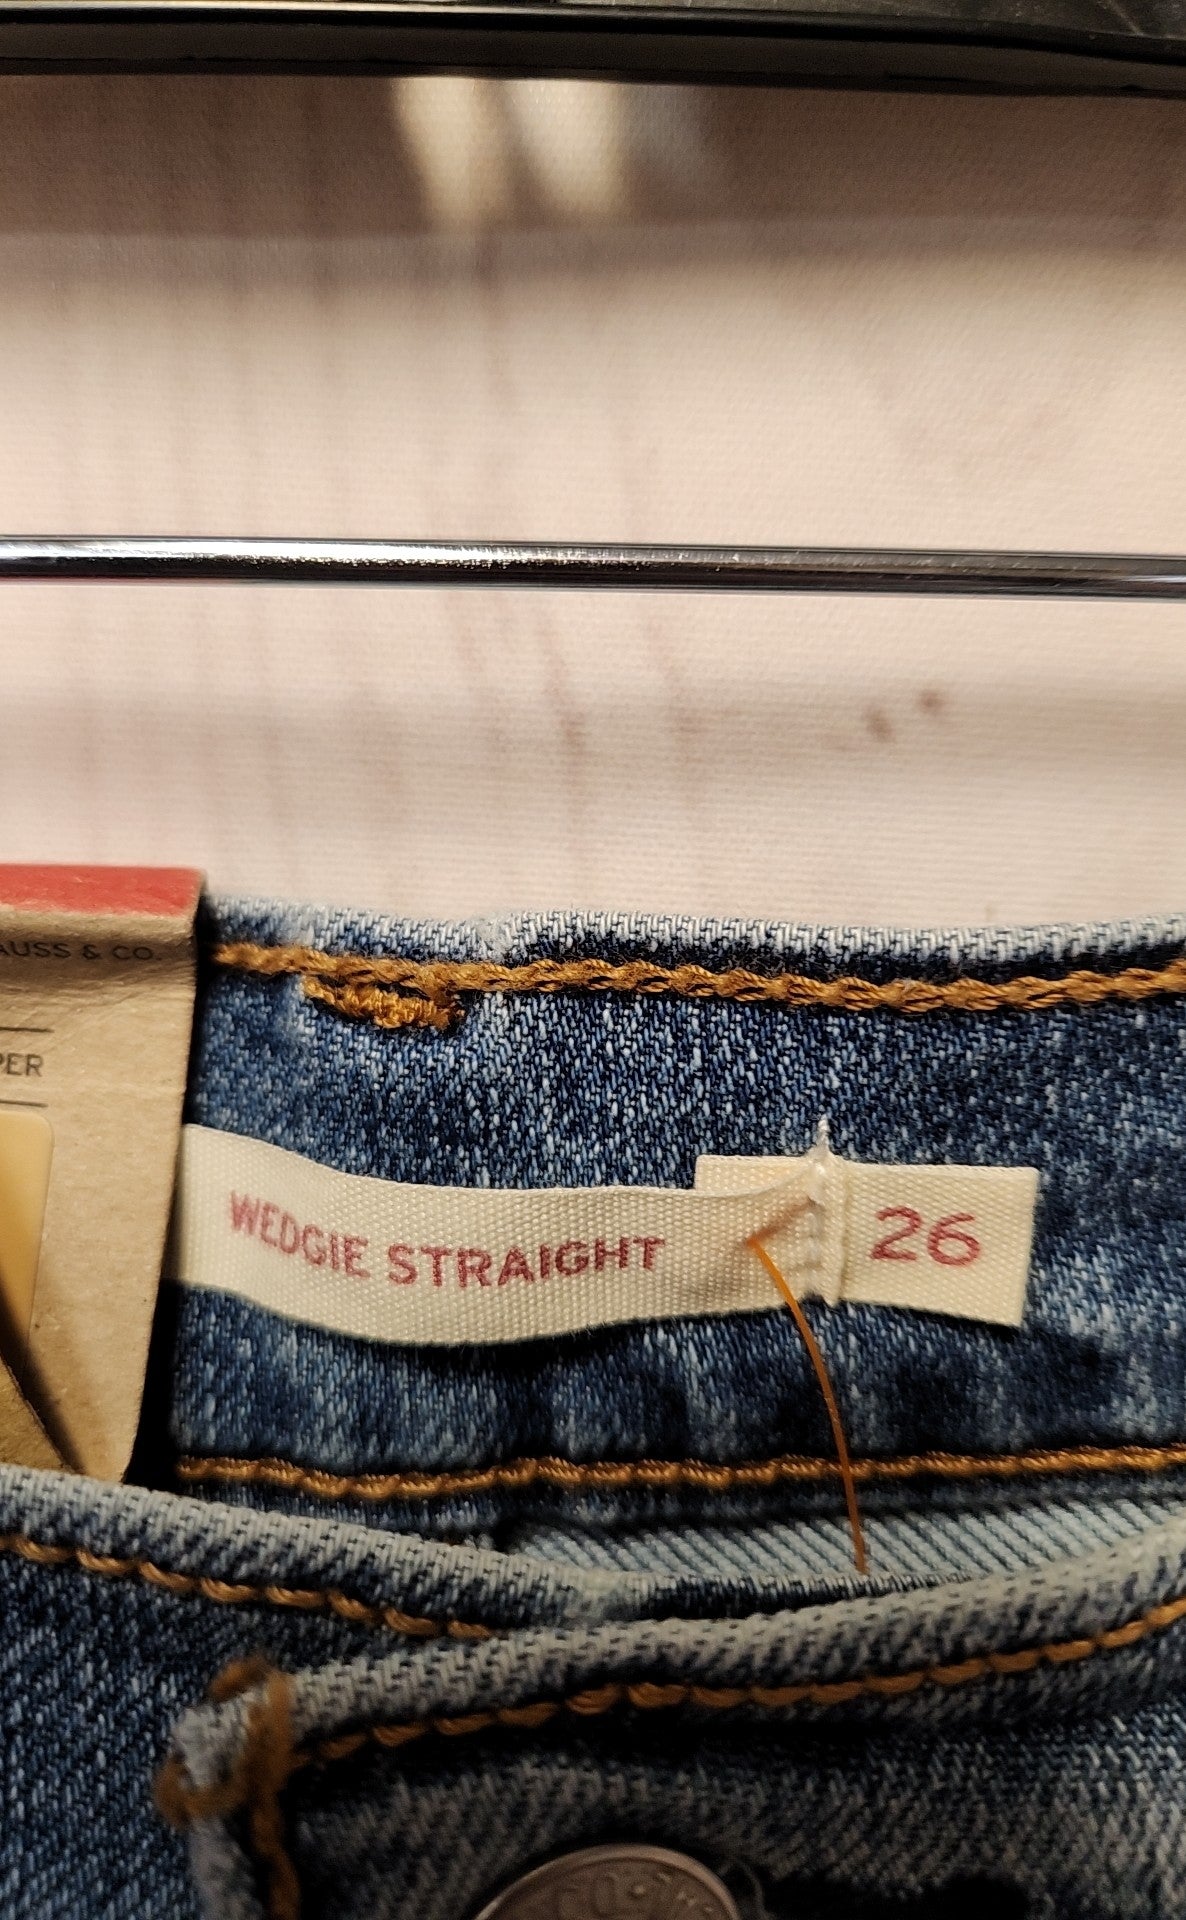 AUSS & CO.
PER
WEDGIE STRAIGHT
26